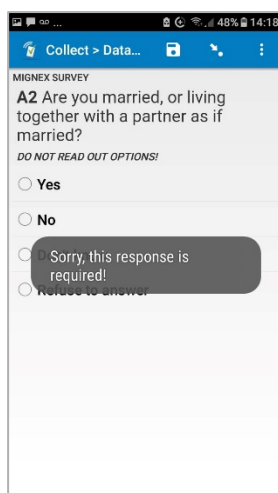 48% 14:18
Collect > Data...
MIGNEX SURVEY
A2 Are you married, or living
together with a partner as if
married?
DO NOT READ OUT OPTIONS!
Yes
No
Sorry, this response is
required!
Refuse to answer